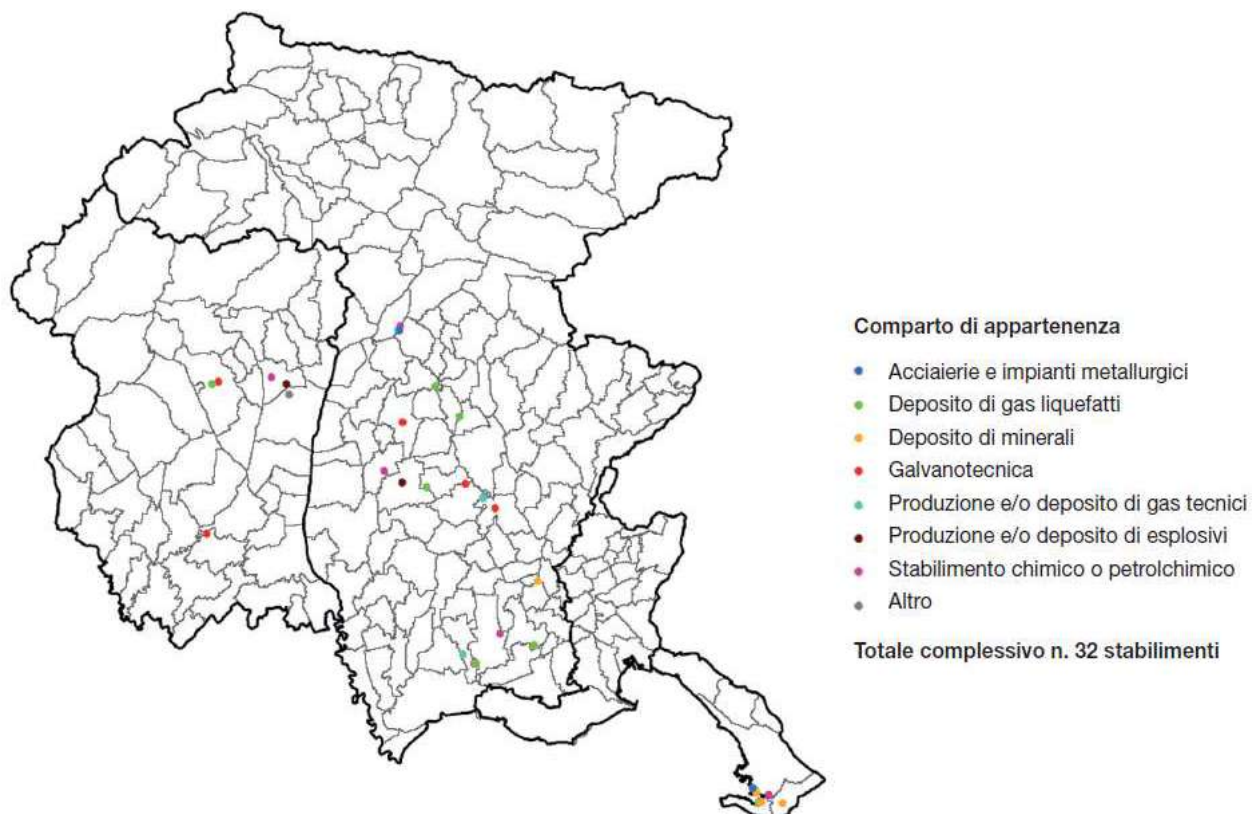 Comparto di appartenenza
Acciaierie e impianti metallurgici
Deposito di gas liquefatti
Deposito di minerali
Galvanotecnica
Produzione e/o deposito di gas tecnici
Produzione e/o deposito di esplosivi
Stabilimento chimico o petrolchimico
Altro
Totale complessivo n. 32 stabilimenti